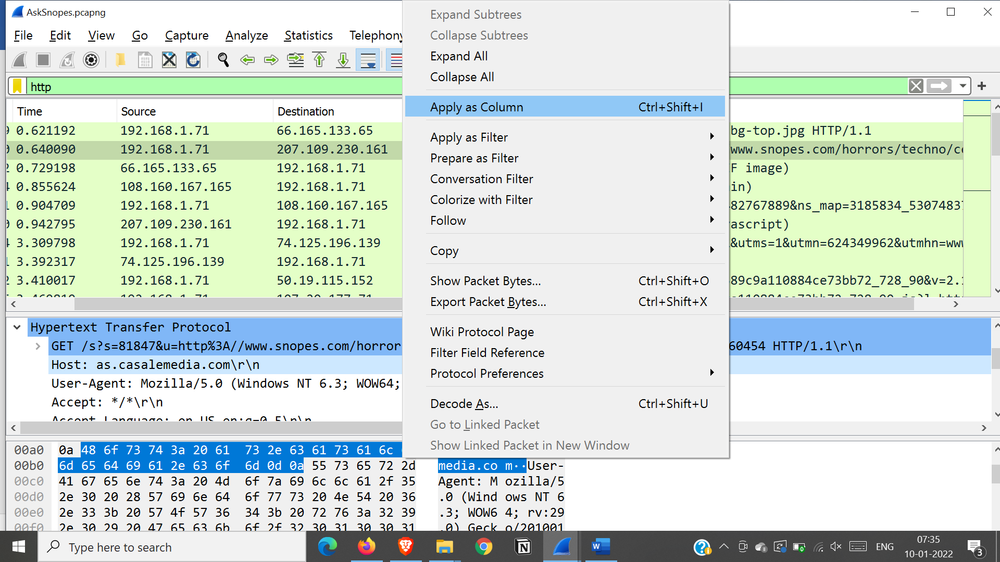 AskSnopes.pcapng
File Edit View Go Capture Analyze Statistics Telephony
http
Time Source Destination
0.621192 192.168.1.71 66.165.133.65 bg-top.jpg HTTP/1.1
0.640090 192.168.1.71 207.109.230.161 www.snopes.com/horrors/techno/c
0.729198 66.165.133.65 192.168.1.71 F image)
0.855624 108.160.167.165 192.168.1.71 in)
0.904709 192.168.1.71 108.160.167.165 82767889&ns_map=3185834_5307483
0.942795 207.109.230.161 192.168.1.71 ascript)
3.309798 192.168.1.71 74.125.196.139 &utms=1&utmn=624349962&utmhn=ww
3.392317 74.125.196.139 192.168.1.71
3.410017 192.168.1.71 50.19.115.152 89c9a110884ce73bb72_728_90&v=2.
Expand Subtrees
Collapse Subtrees
Expand All
Collapse All
Apply as Column Ctrl+Shift+I
Apply as Filter
Prepare as Filter
Conversation Filter
Colorize with Filter
Follow
Copy
Show Packet Bytes... Ctrl+Shift+O
Export Packet Bytes... Ctrl+Shift+X
Wiki Protocol Page
Filter Field Reference
Protocol Preferences
Decode As... Ctrl+Shift+U
Go to Linked Packet
Show Linked Packet in New Window
Hypertext Transfer Protocol
GET /s?s=81847&u=http%3A//www.snopes.com/horror 60454 HTTP/1.1\r\n
Host: as.casalemedia.com\r\n
User-Agent: Mozilla/5.0 (Windows NT 6.3; WOW64;
Accept: */*\r\n
Accept-Language: en-US,en;q=0.5\r\n
00a0 0a 48 6f 73 74 3a 20 61 73 2e 63 61 73 61 6c
00b0 6d 65 64 69 61 2e 63 6f 6d 0d 0a 55 73 65 72 2d media.co m··User-
00c0 41 67 65 6e 74 3a 20 4d 6f 7a 69 6c 6c 61 2f 35 Agent: M ozilla/5
00d0 2e 30 20 28 57 69 6e 64 6f 77 73 20 4e 54 20 36 .0 (Wind ows NT 6
00e0 2e 33 3b 20 57 4f 57 36 34 3b 20 72 76 3a 32 39 .3; WOW6 4; rv:29
00f0 2e 30 29 20 47 65 63 6b 6f 2f 32 30 31 30 30 31 .0) Geck o/201001
Type here to search
ENG
07:35
10-01-2022
3